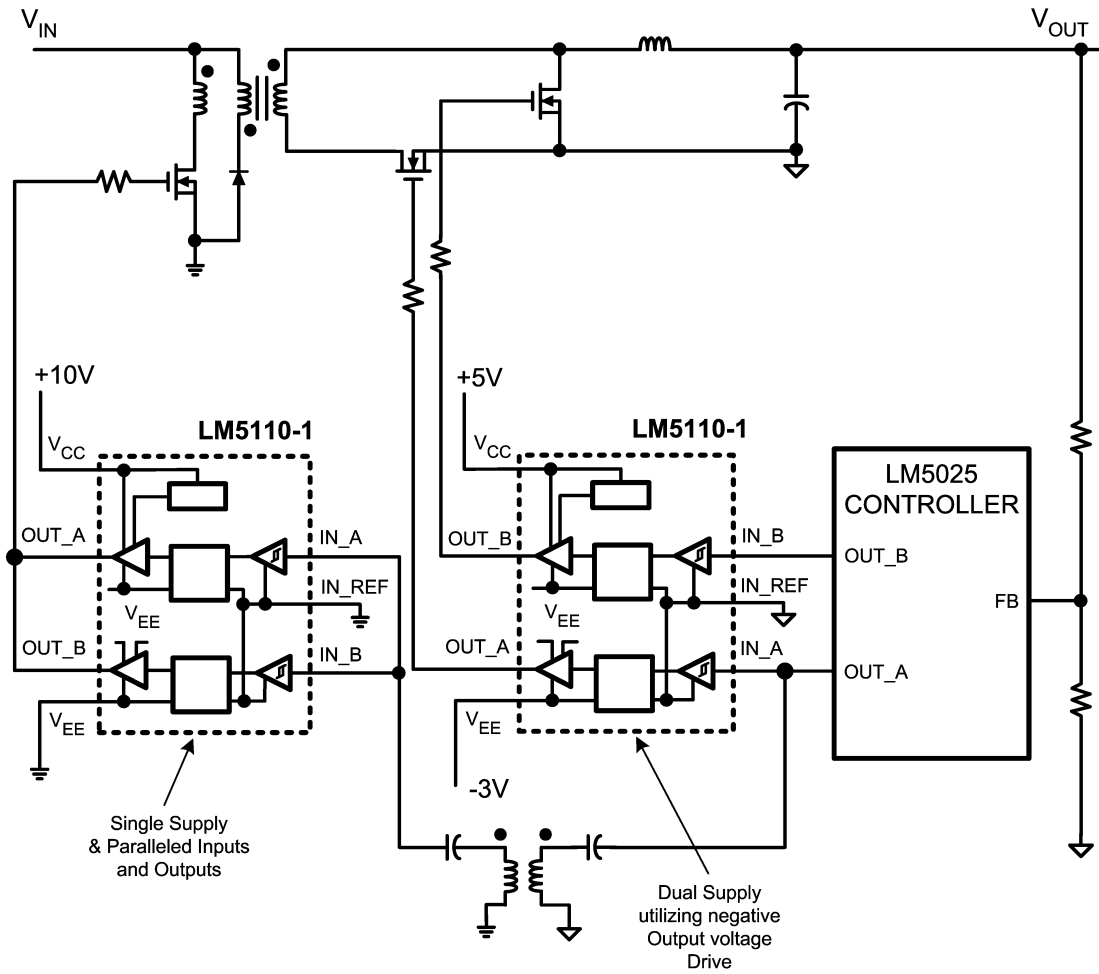 VIN
VOUT
+10V
+5V
VCC
LM5110-1
VCC
LM5110-1
LM5025
CONTROLLER
OUT_A
IN_A
OUT_B
IN_B
OUT_B
IN_REF
IN_REF
FB
VEE
VEE
OUT_B
IN_B
OUT_A
IN_A
OUT_A
VEE
VEE
-3V
Single Supply
& Paralleled Inputs
and Outputs
Dual Supply
utilizing negative
Output voltage
Drive